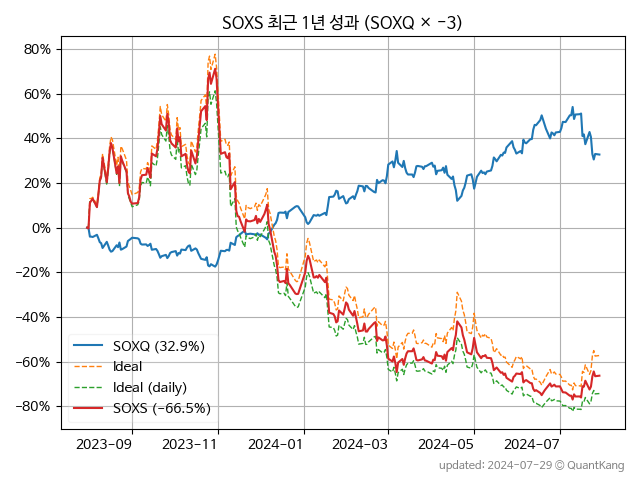 SOXS 최근 1년 성과 (SOXQ × −3)
80%
60%
40%
20%
0%
−20%
−40%
−60%
−80%
SOXQ (32.9%)
Ideal
Ideal (daily)
SOXS (−66.5%)
2023−09 2023−11 2024−01 2024−03 2024−05 2024−07
updated: 2024-07-29 © QuantKang